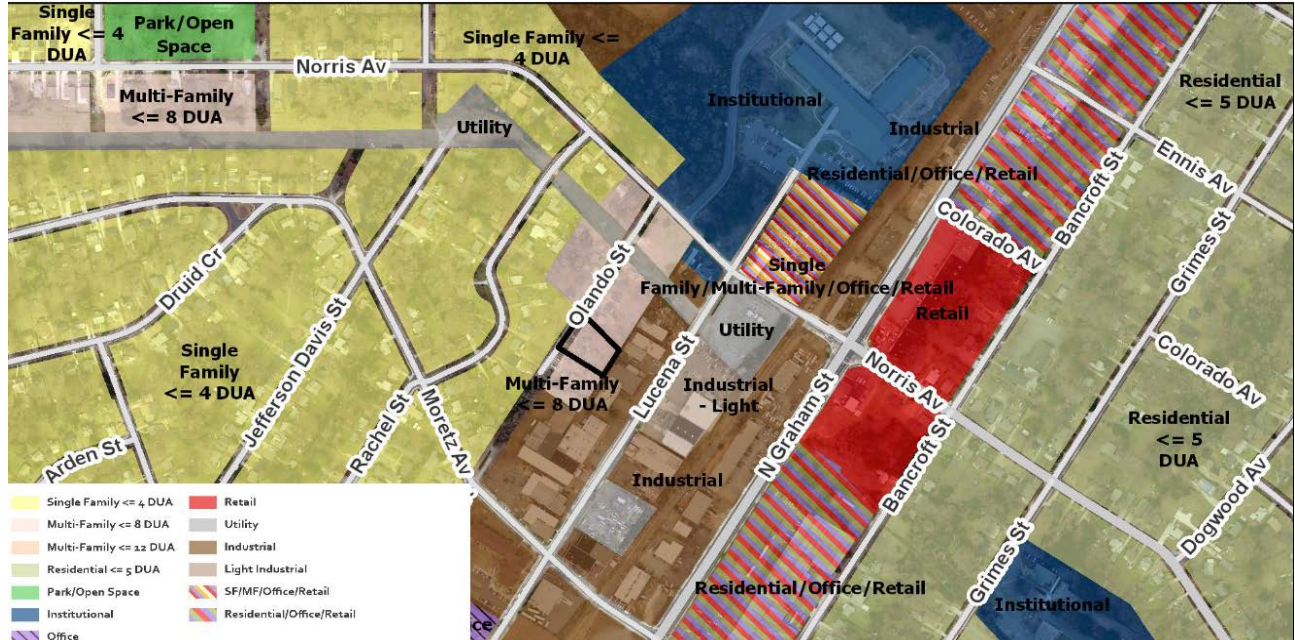 Single
Family <= 4
DUA
Park/Open
Space
Single Family <=
4 DUA
Norris Av
Multi-Family
<= 8 DUA
Utility
Institutional
Industrial
Residential
<= 5 DUA
Ennis Av
Residential/Office/Retail
Bancroft St
Colorado Av
Grimes St
Druid Cr
Olando St
Single
Family/Multi-Family/Office/Retail
Retail
Utility
Jefferson Davis St
Single
Family
<= 4 DUA
Multi-Family
<= 8 DUA
Lucena St
Industrial
- Light
N Graham St
Norris Av
Colorado Av
Rachel St
Moretz Av
Residential
<= 5
DUA
Arden St
Industrial
Bancroft St
Dogwood Av
Grimes St
Residential/Office/Retail
Institutional
ce
Single Family <= 4 DUA
Multi-Family <= 8 DUA
Multi-Family <= 12 DUA
Residential <= 5 DUA
Park/Open Space
Institutional
Office
Retail
Utility
Industrial
Light Industrial
SF/MF/Office/Retail
Residential/Office/Retail